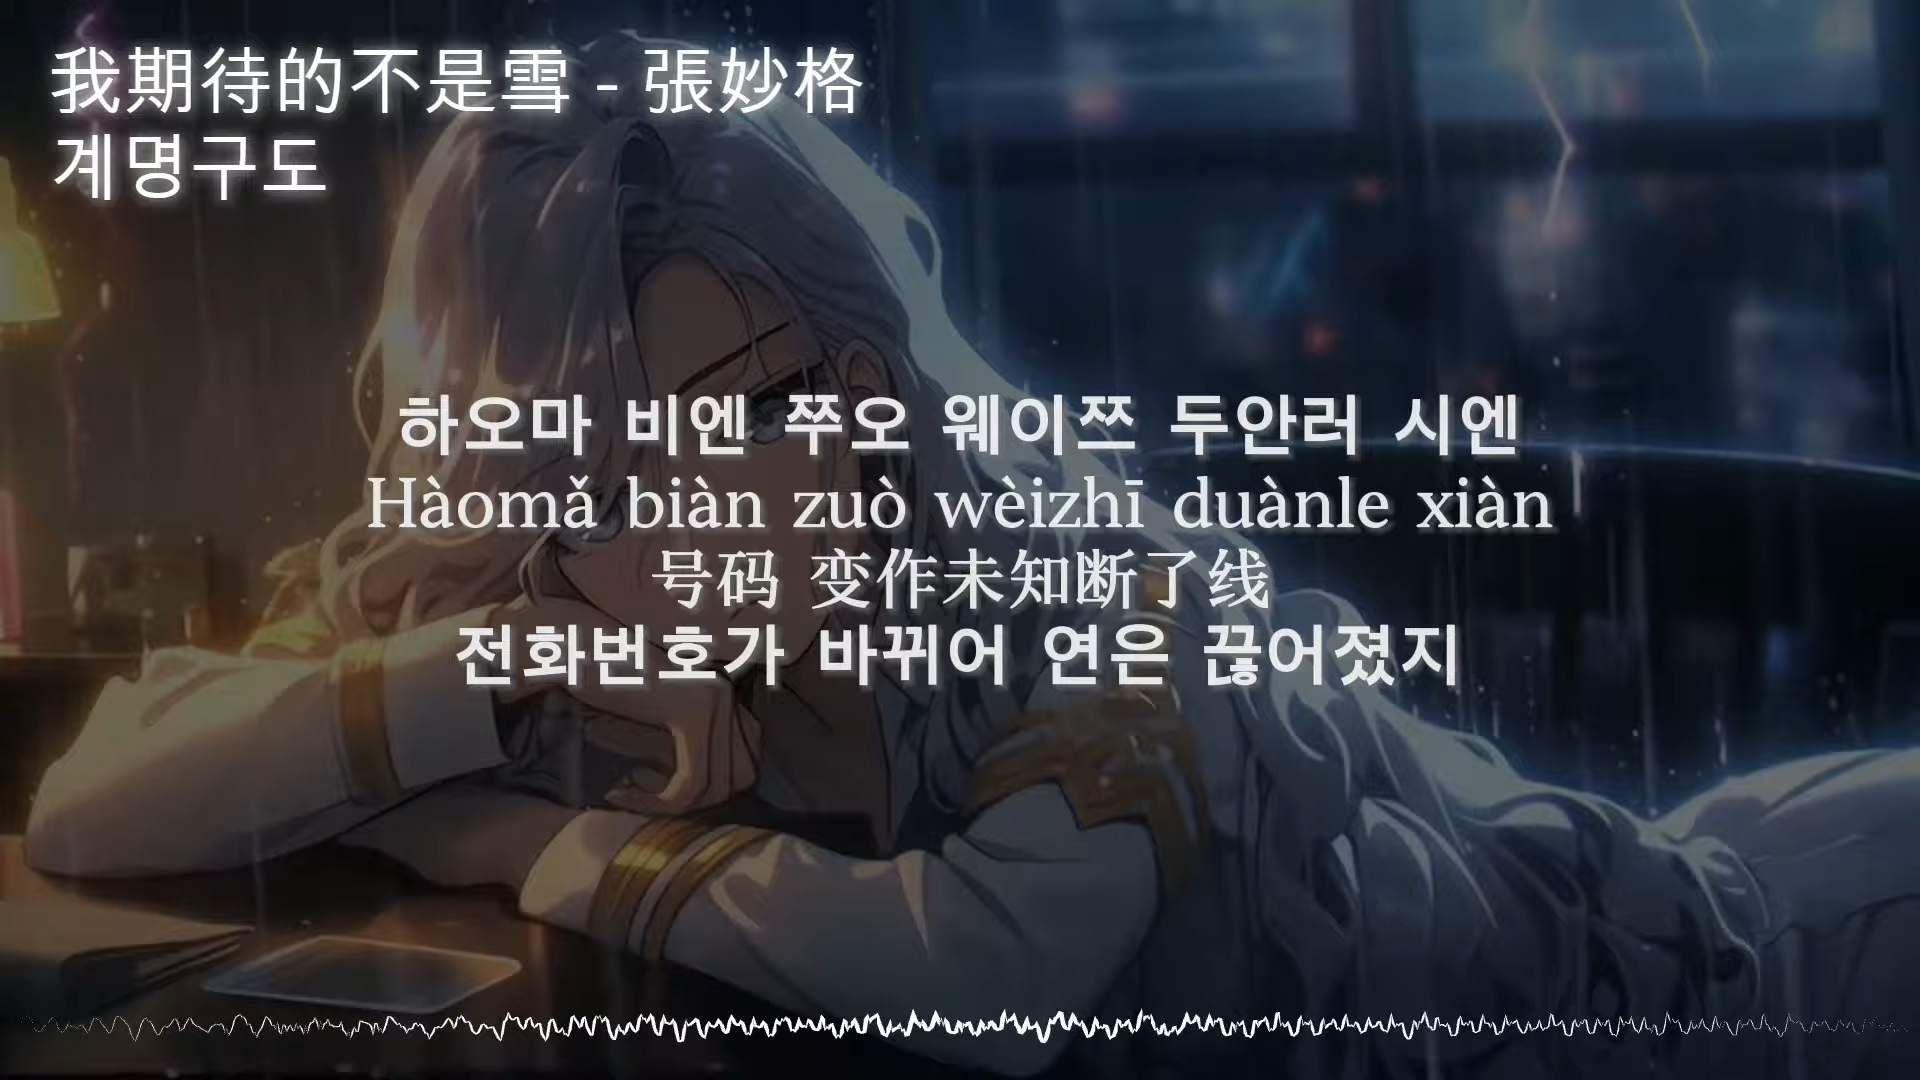 我期待的不是雪 - 張妙格
계명구도
하오마 비엔 쭈오 웨이쯔 두안러 시엔
Hàomǎ biàn zuò wèizhī duànle xiàn
号码 变作未知断了线
전화번호가 바뀌어 연은 끊어졌지